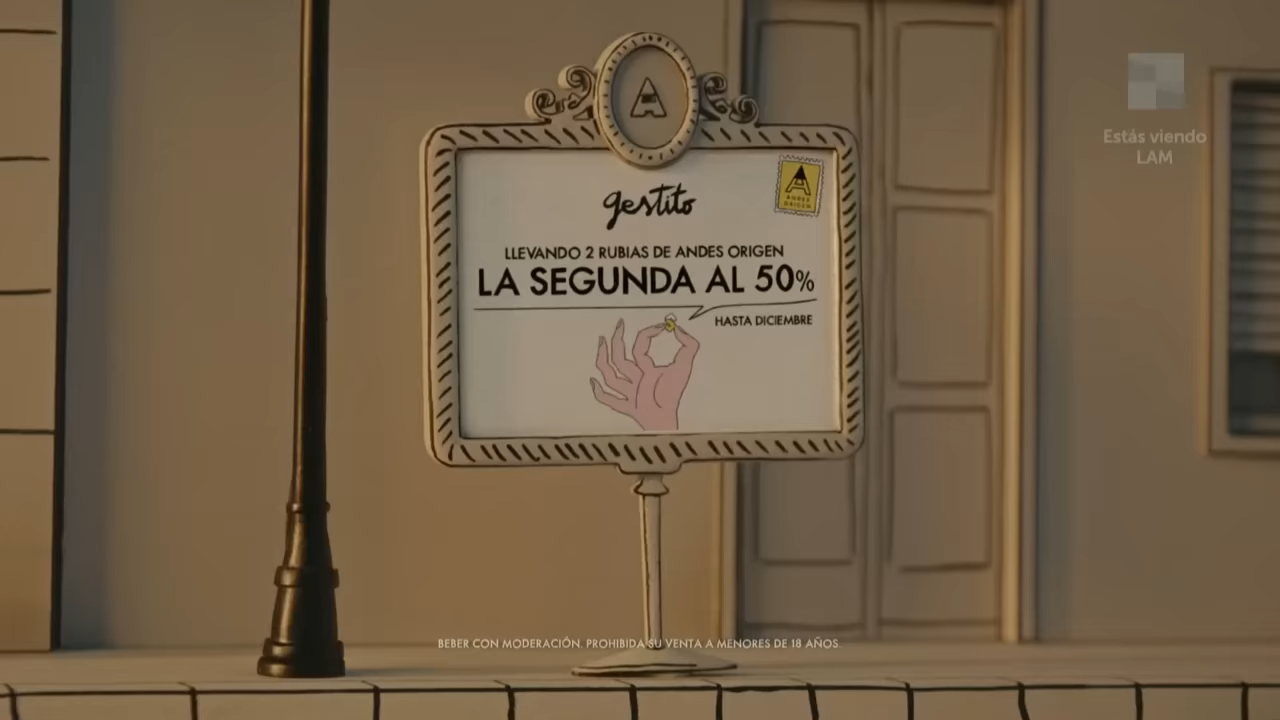 Estás viendo
LAM
A
ANDES
ORIGEN
gestito
LLEVANDO 2 RUBIAS DE ANDES ORIGEN
LA SEGUNDA AL 50%
HASTA DICIEMBRE
BEBER CON MODERACIÓN. PROHIBIDA SU VENTA A MENORES DE 18 AÑOS.